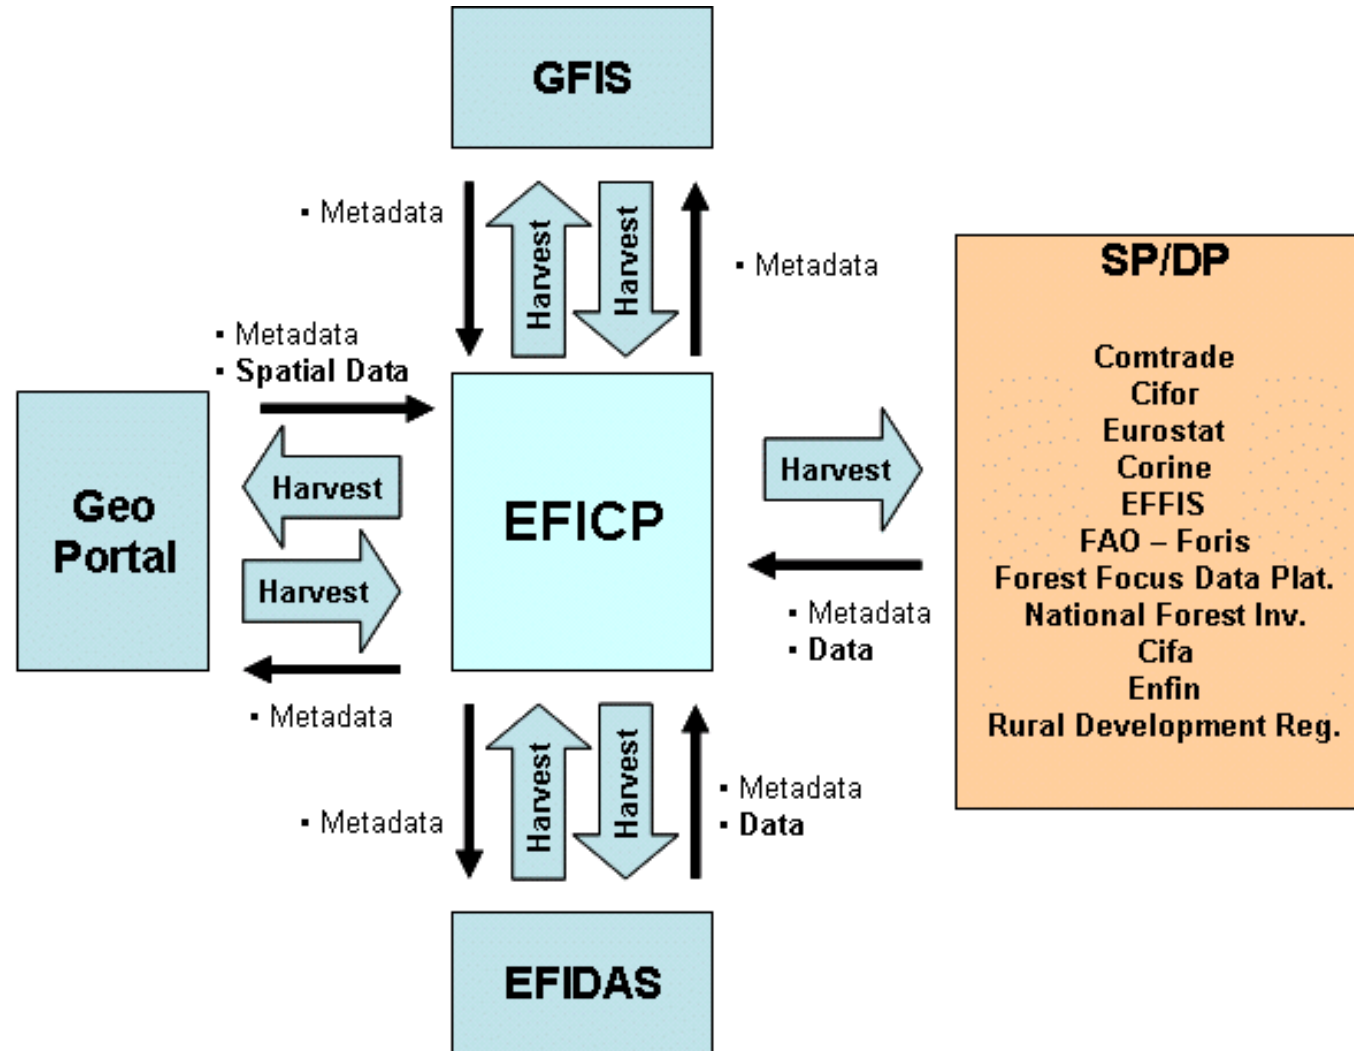 GFIS
▪ Metadata
Harvest
Harvest
▪ Metadata
▪ Metadata
▪ Spatial Data
Geo
Portal
Harvest
Harvest
▪ Metadata
EFICP
Harvest
▪ Metadata
▪ Data
SP/DP
Comtrade
Cifor
Eurostat
Corine
EFFIS
FAO – Foris
Forest Focus Data Plat.
National Forest Inv.
Cifa
Enfin
Rural Development Reg.
▪ Metadata
Harvest
Harvest
▪ Metadata
▪ Data
EFIDAS